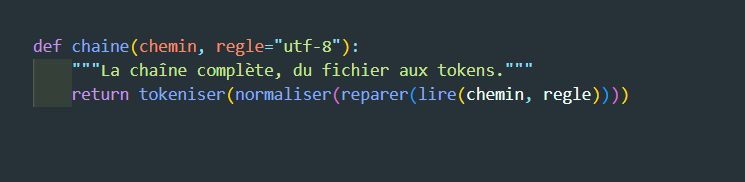 def chaine(chemin, regle="utf-8"):
    """La chaîne complète, du fichier aux tokens."""
    return tokeniser(normaliser(reparer(lire(chemin, regle))))